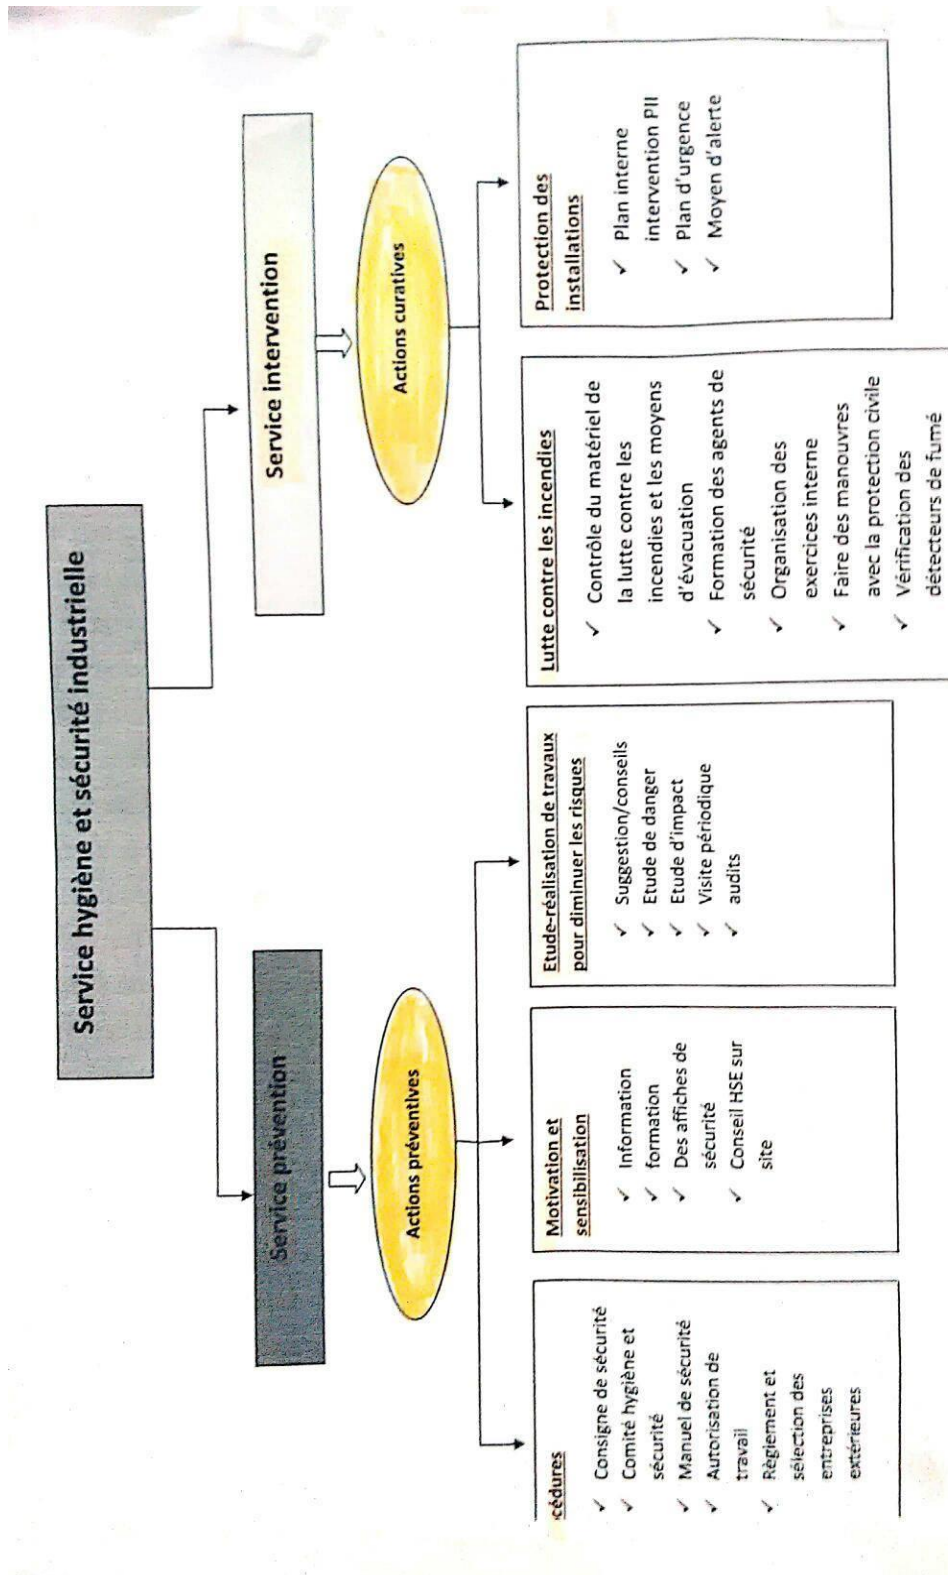 Service hygiène et sécurité industrielle
Service prévention
Service intervention
Actions préventives
Actions curatives
cédures
✓ Consigne de sécurité
✓ Comité hygiène et
sécurité
✓ Manuel de sécurité
✓ Autorisation de
travail
✓ Règlement et
sélection des
entreprises
extérieures
Motivation et
sensibilisation
✓ Information
✓ formation
✓ Des affiches de
sécurité
✓ Conseil HSE sur
site
Etude-réalisation de travaux
pour diminuer les risques
✓ Suggestion/conseils
✓ Etude de danger
✓ Etude d'impact
✓ Visite périodique
✓ audits
Lutte contre les incendies
✓ Contrôle du matériel de
la lutte contre les
incendies et les moyens
d'évacuation
✓ Formation des agents de
sécurité
✓ Organisation des
exercices interne
✓ Faire des manouvres
avec la protection civile
✓ Vérification des
détecteurs de fumé
Protection des
installations
✓ Plan interne
intervention PII
✓ Plan d'urgence
✓ Moyen d'alerte